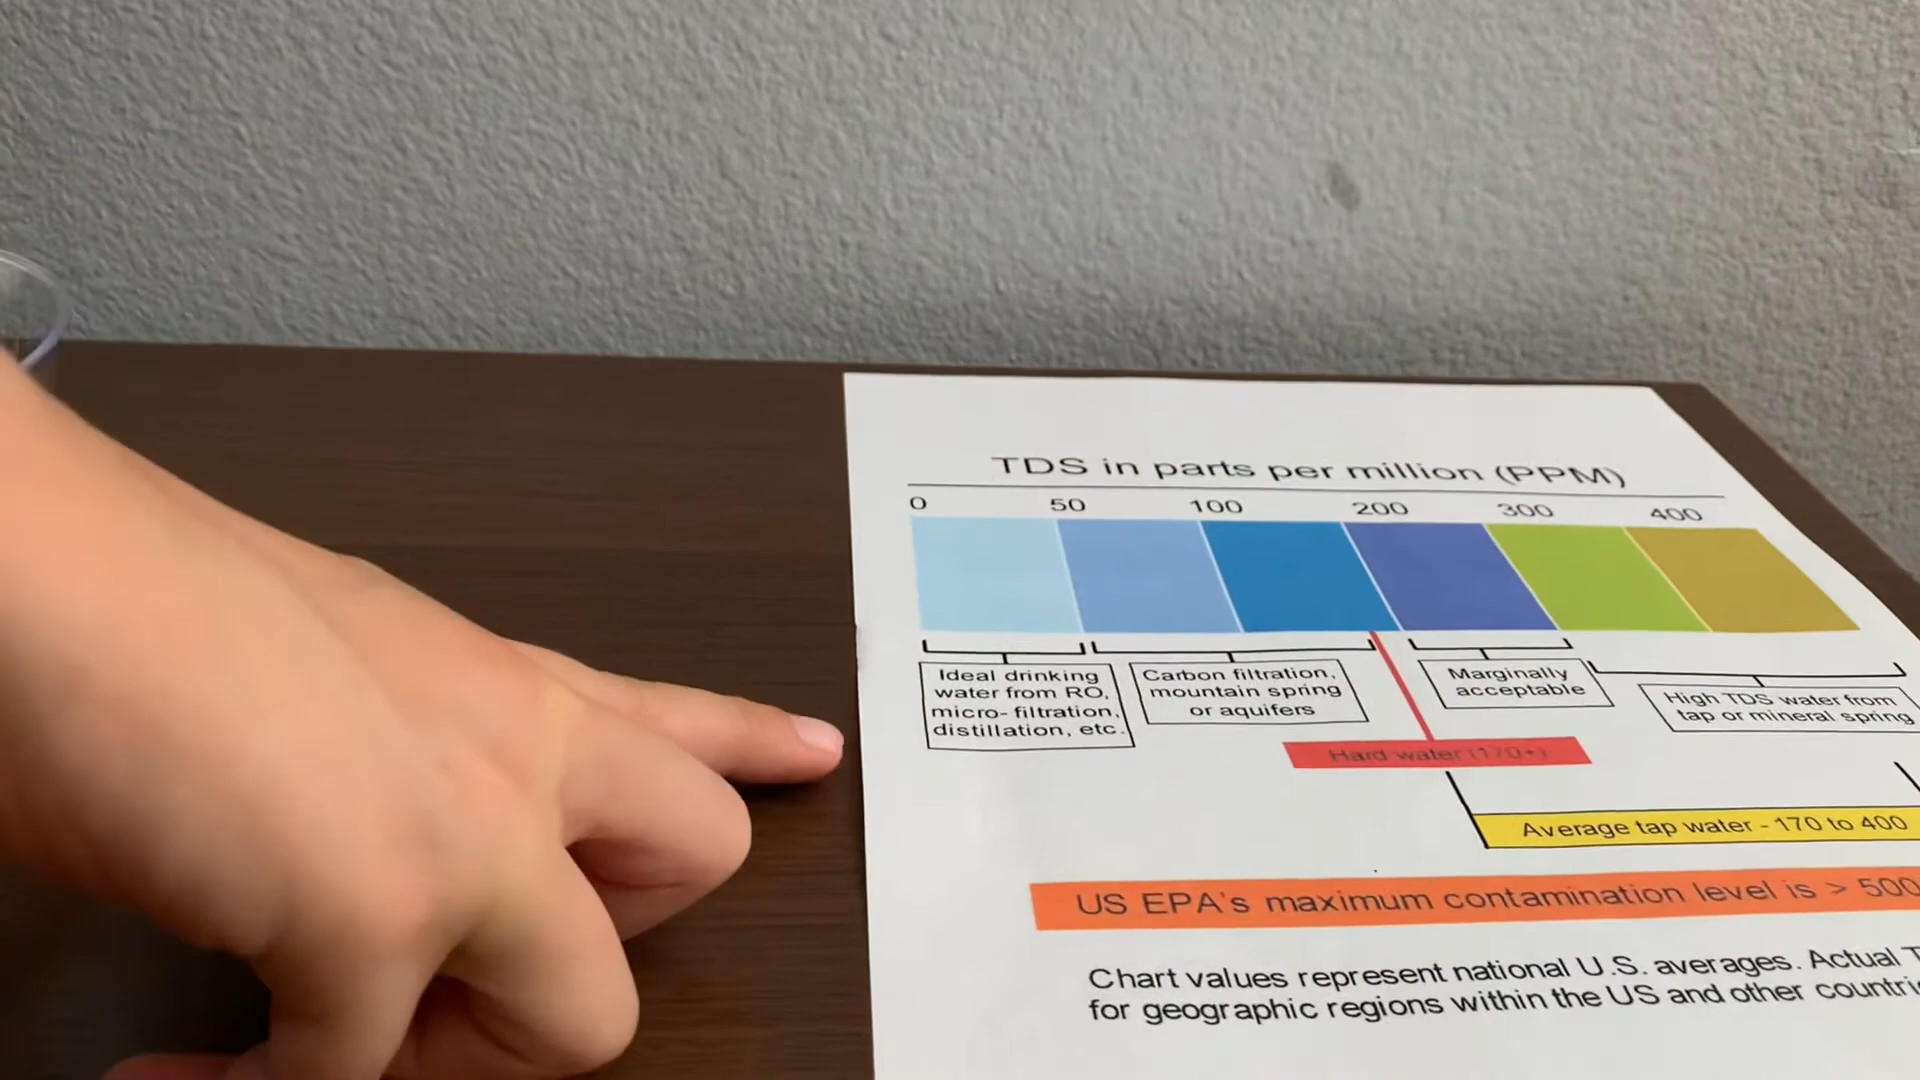 TDS in parts per million (PPM)
0 50 100 200 300 400
Ideal drinking
water from RO,
micro- filtration,
distillation, etc.
Carbon filtration,
mountain spring
or aquifers
Marginally
acceptable
High TDS water from
tap or mineral spring
Hard water (170+)
Average tap water - 170 to 400
US EPA's maximum contamination level is > 500
Chart values represent national U.S. averages. Actual
for geographic regions within the US and other